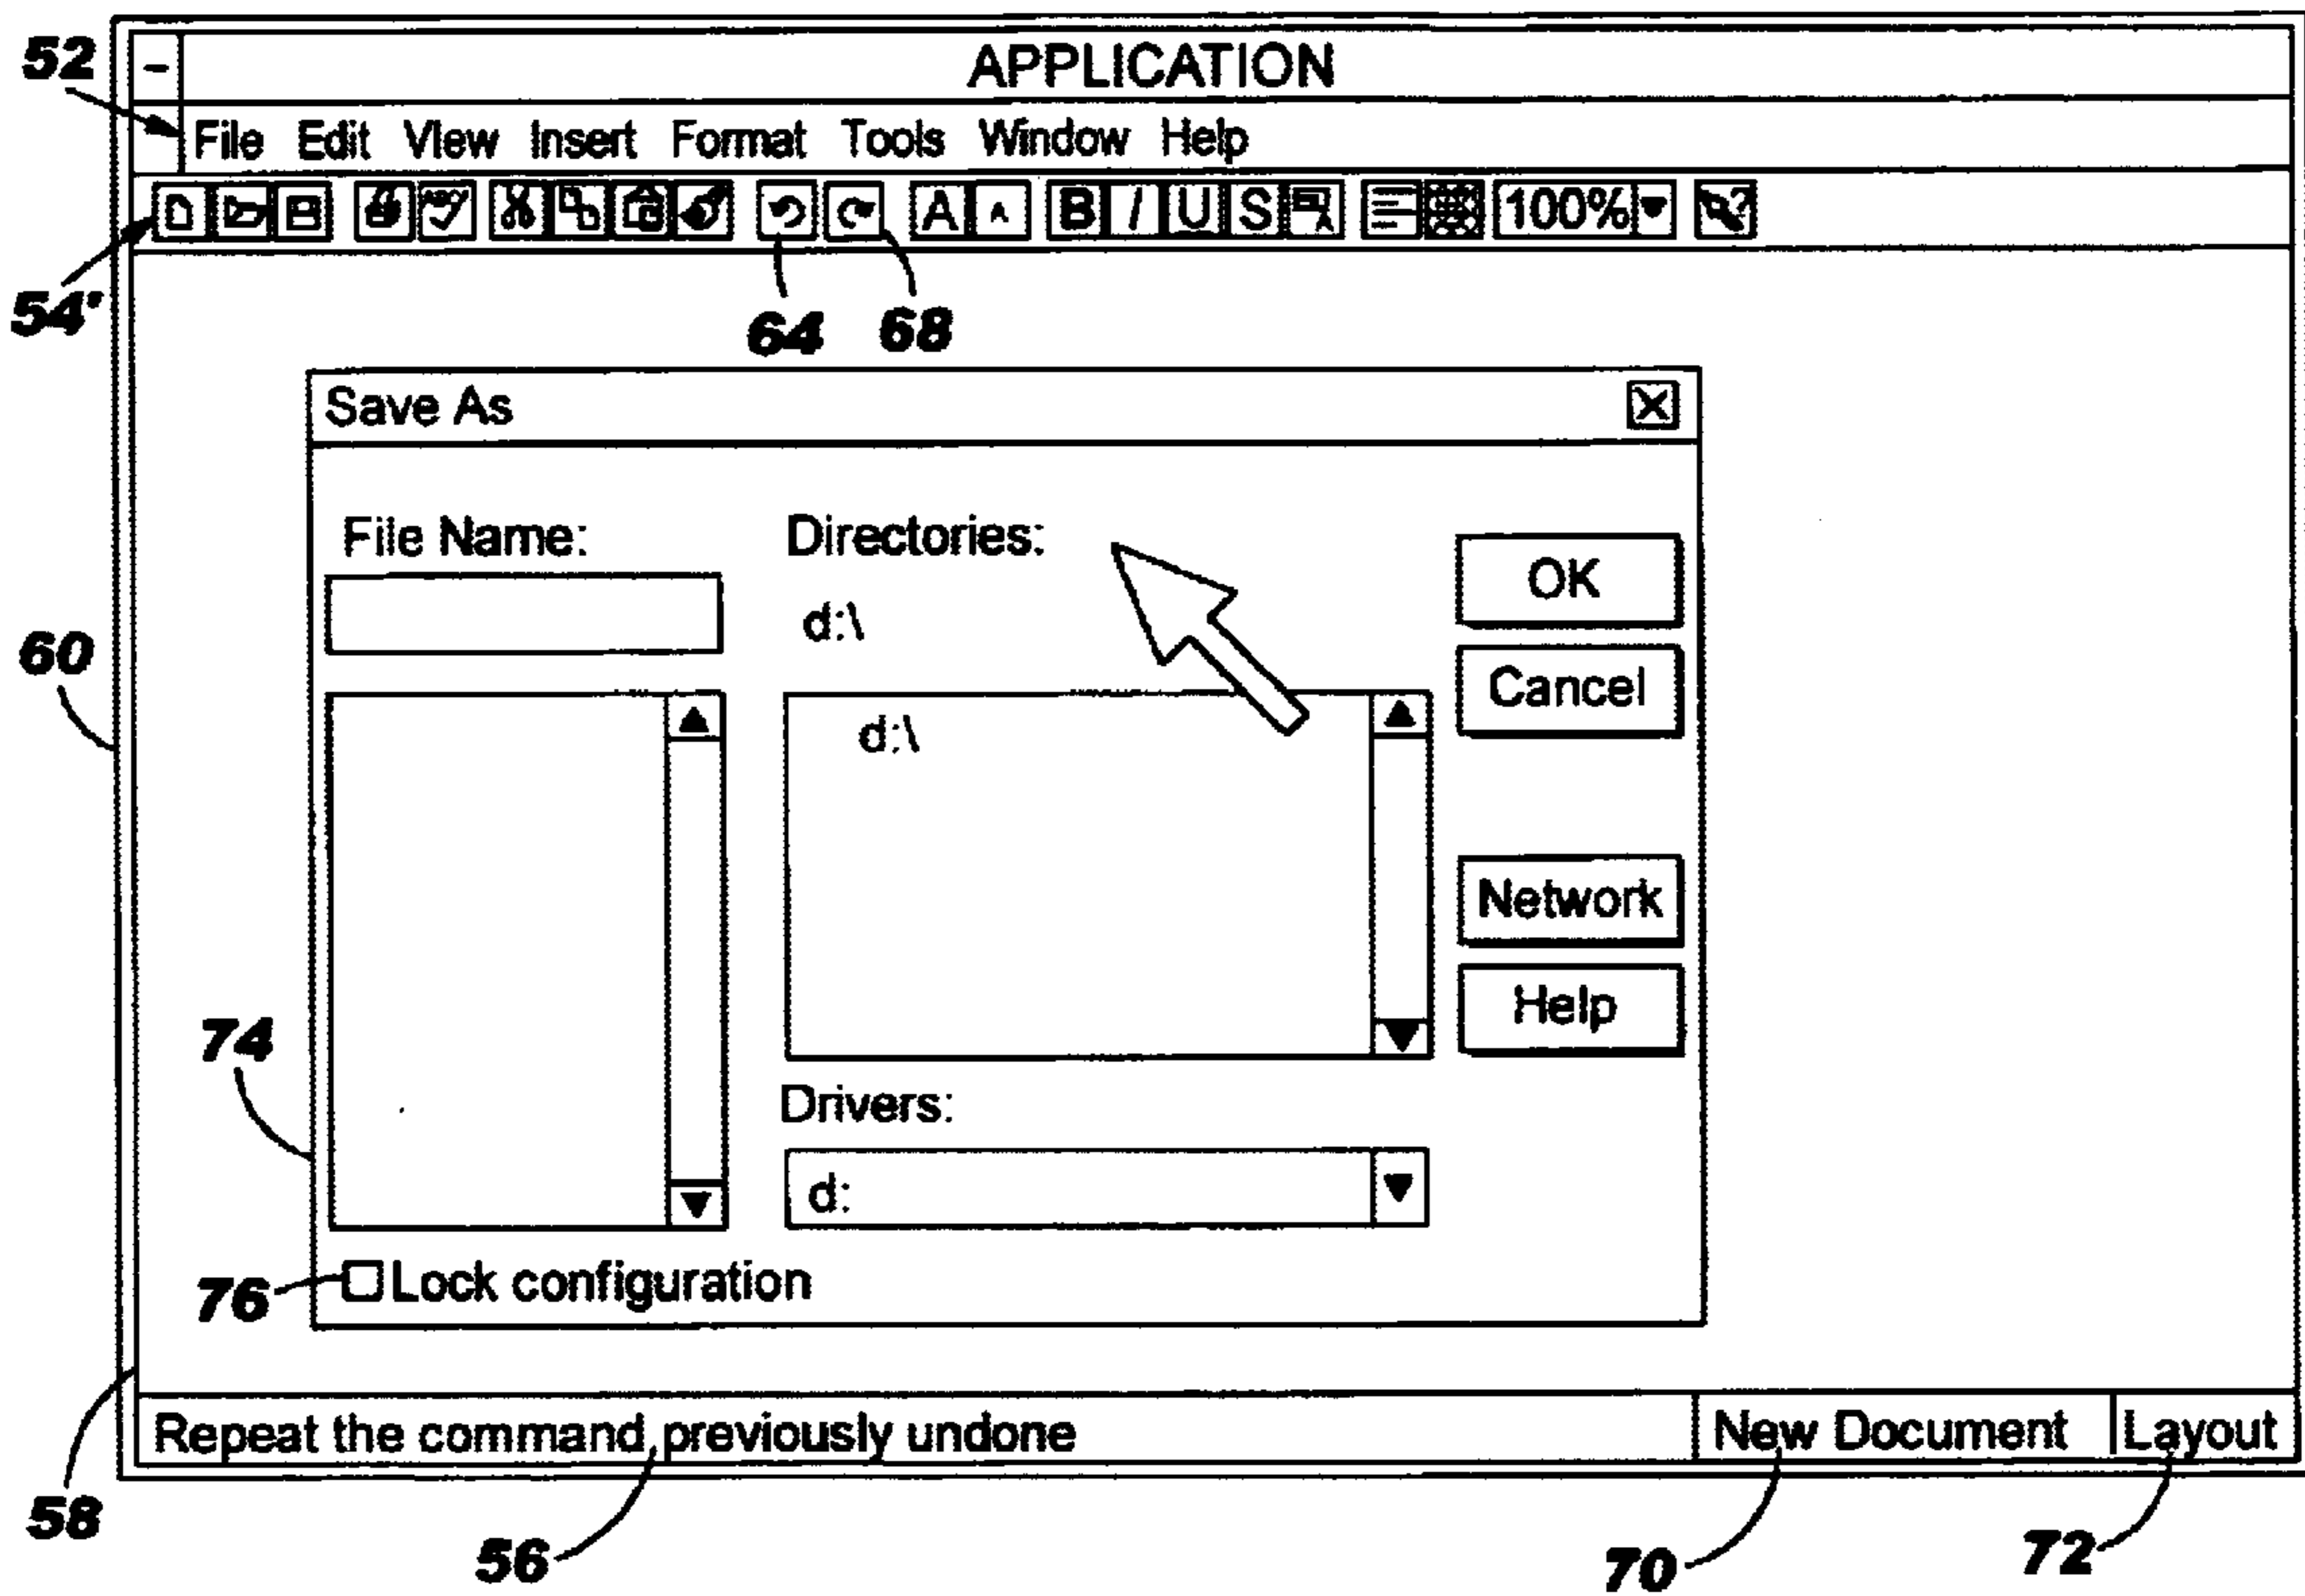 52
APPLICATION
File Edit View Insert Format Tools Window Help
ABC A A B I U S A 100% ?
54'
64 68
Save As
File Name: Directories:
OK
d:\
60
Cancel
d:\
Network
Help
74
Drivers:
d:
76 Lock configuration
Repeat the command previously undone New Document Layout
58 56 70 72